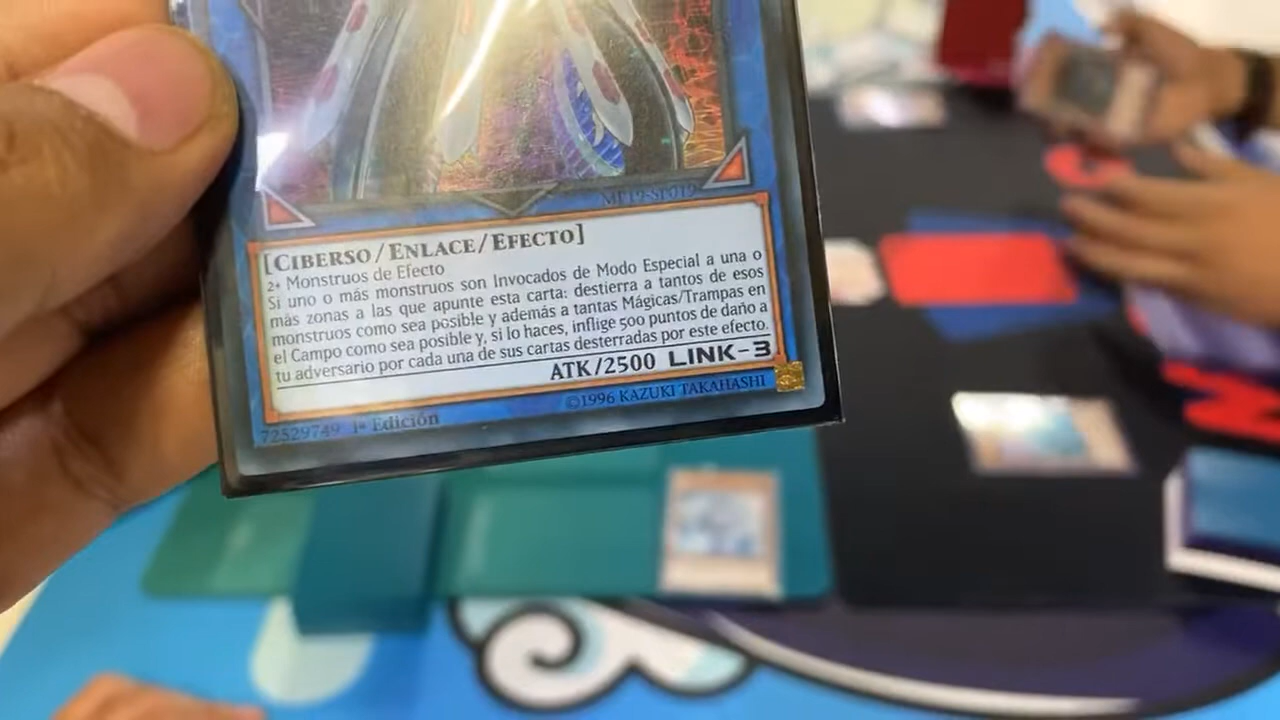 [CIBERSO/ENLACE/EFECTO]
2+ Monstruos de Efecto
Si uno o más monstruos son Invocados de Modo Especial a una o
más zonas a las que apunte esta carta: destierra a tantos de esos
monstruos como sea posible y además a tantas Mágicas/Trampas en
el Campo como sea posible y, si lo haces, inflige 500 puntos de daño a
tu adversario por cada una de sus cartas desterradas por este efecto.
ATK/2500 LINK-3
72529749 1ª Edición ©1996 KAZUKI TAKAHASHI